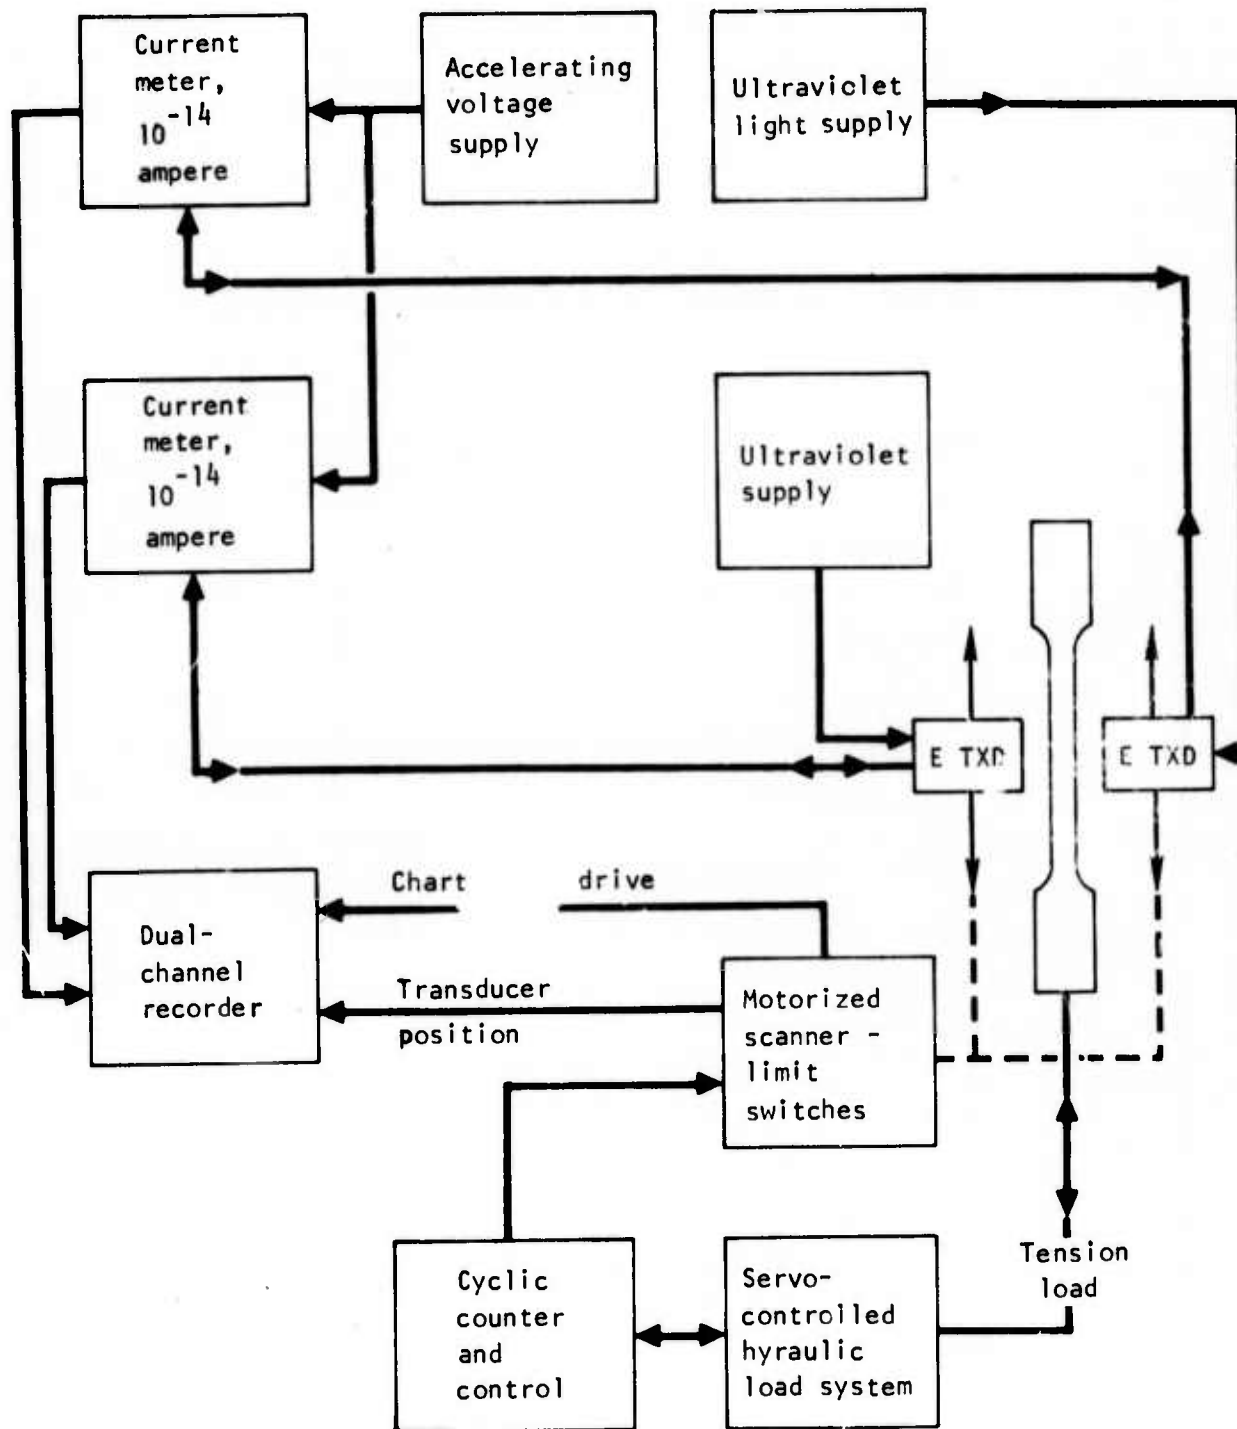 Current
meter,
10^-14
ampere
Accelerating
voltage
supply
Ultraviolet
light supply
Current
meter,
10^-14
ampere
Ultraviolet
supply
E TXD
E TXD
Chart drive
Dual-
channel
recorder
Transducer
position
Motorized
scanner -
limit
switches
Tension
load
Cyclic
counter
and
control
Servo-
controlled
hyraulic
load system